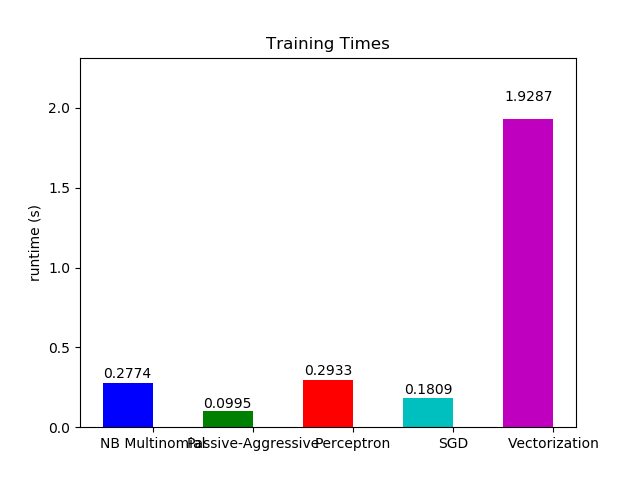 Training Times
runtime (s)
2.0
1.5
1.0
0.5
0.0
0.2774
0.0995
0.2933
0.1809
1.9287
NB Multinomial
Passive-Aggressive
Perceptron
SGD
Vectorization